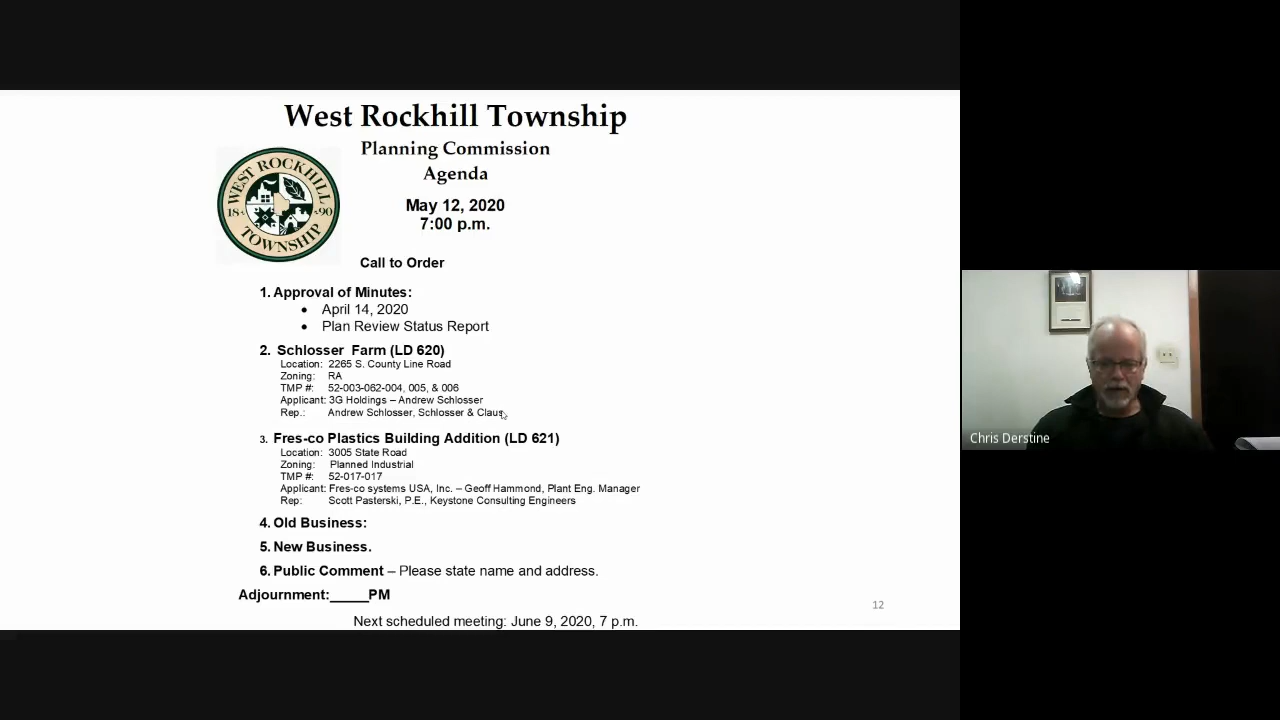 West Rockhill Township
Planning Commission
Agenda
WEST ROCKHILL
18 90
TOWNSHIP
May 12, 2020
7:00 p.m.
Call to Order
1. Approval of Minutes:
• April 14, 2020
• Plan Review Status Report
2. Schlosser Farm (LD 620)
Location: 2265 S. County Line Road
Zoning: RA
TMP #: 52-003-062-004, 005, & 006
Applicant: 3G Holdings – Andrew Schlosser
Rep.: Andrew Schlosser, Schlosser & Claus
3. Fres-co Plastics Building Addition (LD 621)
Location: 3005 State Road
Zoning: Planned Industrial
TMP #: 52-017-017
Applicant: Fres-co systems USA, Inc. – Geoff Hammond, Plant Eng. Manager
Rep: Scott Pasterski, P.E., Keystone Consulting Engineers
4. Old Business:
5. New Business.
6. Public Comment – Please state name and address.
Adjournment:_____PM
12
Next scheduled meeting: June 9, 2020, 7 p.m.
Chris Derstine